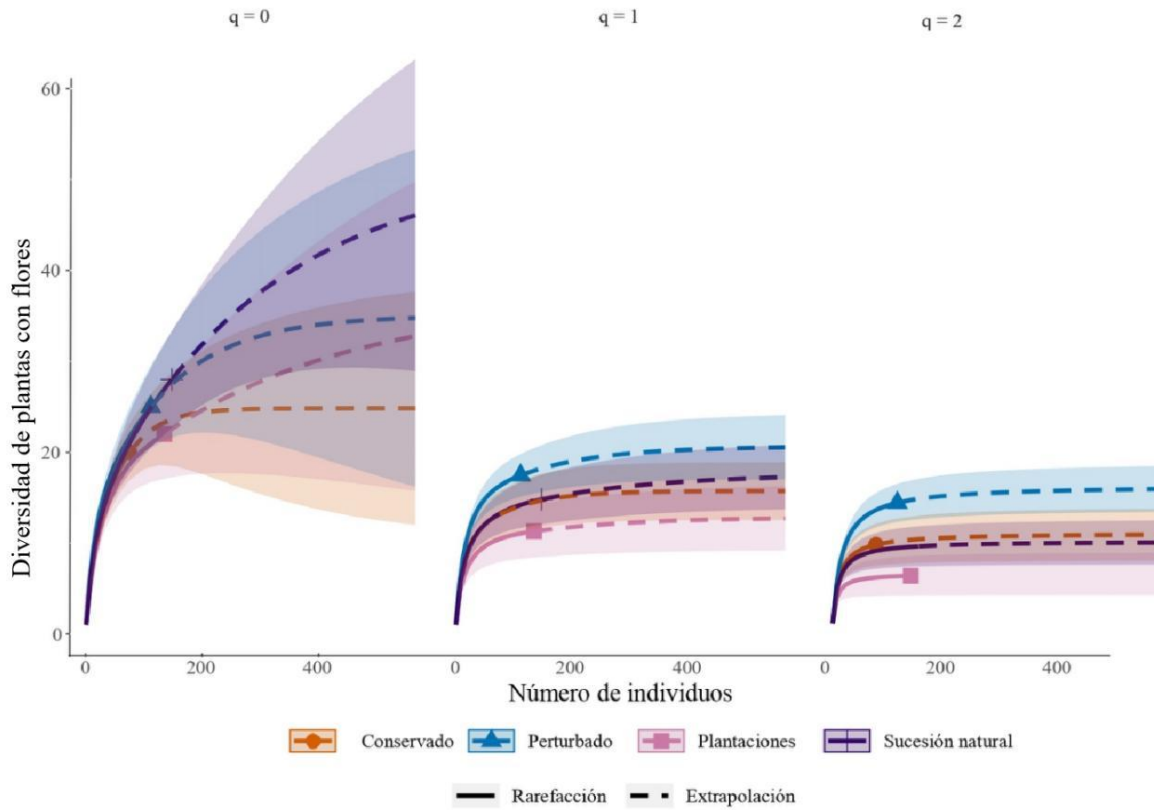 q = 0 q = 1 q = 2
60
40
20
0
Diversidad de plantas con flores
0 200 400 0 200 400 0 200 400
Número de individuos
Conservado Perturbado Plantaciones Sucesión natural
Rarefacción Extrapolación